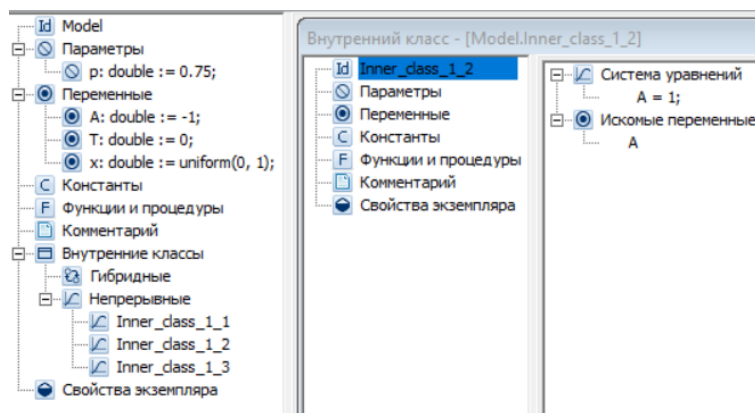 Id Model
Параметры
p: double := 0.75;
Переменные
A: double := -1;
T: double := 0;
x: double := uniform(0, 1);
C Константы
F Функции и процедуры
Комментарий
Внутренние классы
Гибридные
Непрерывные
Inner_class_1_1
Inner_class_1_2
Inner_class_1_3
Свойства экземпляра
Внутренний класс - [Model.Inner_class_1_2]
Id Inner_class_1_2
Параметры
Переменные
C Константы
F Функции и процедуры
Комментарий
Свойства экземпляра
Система уравнений
A = 1;
Искомые переменные
A